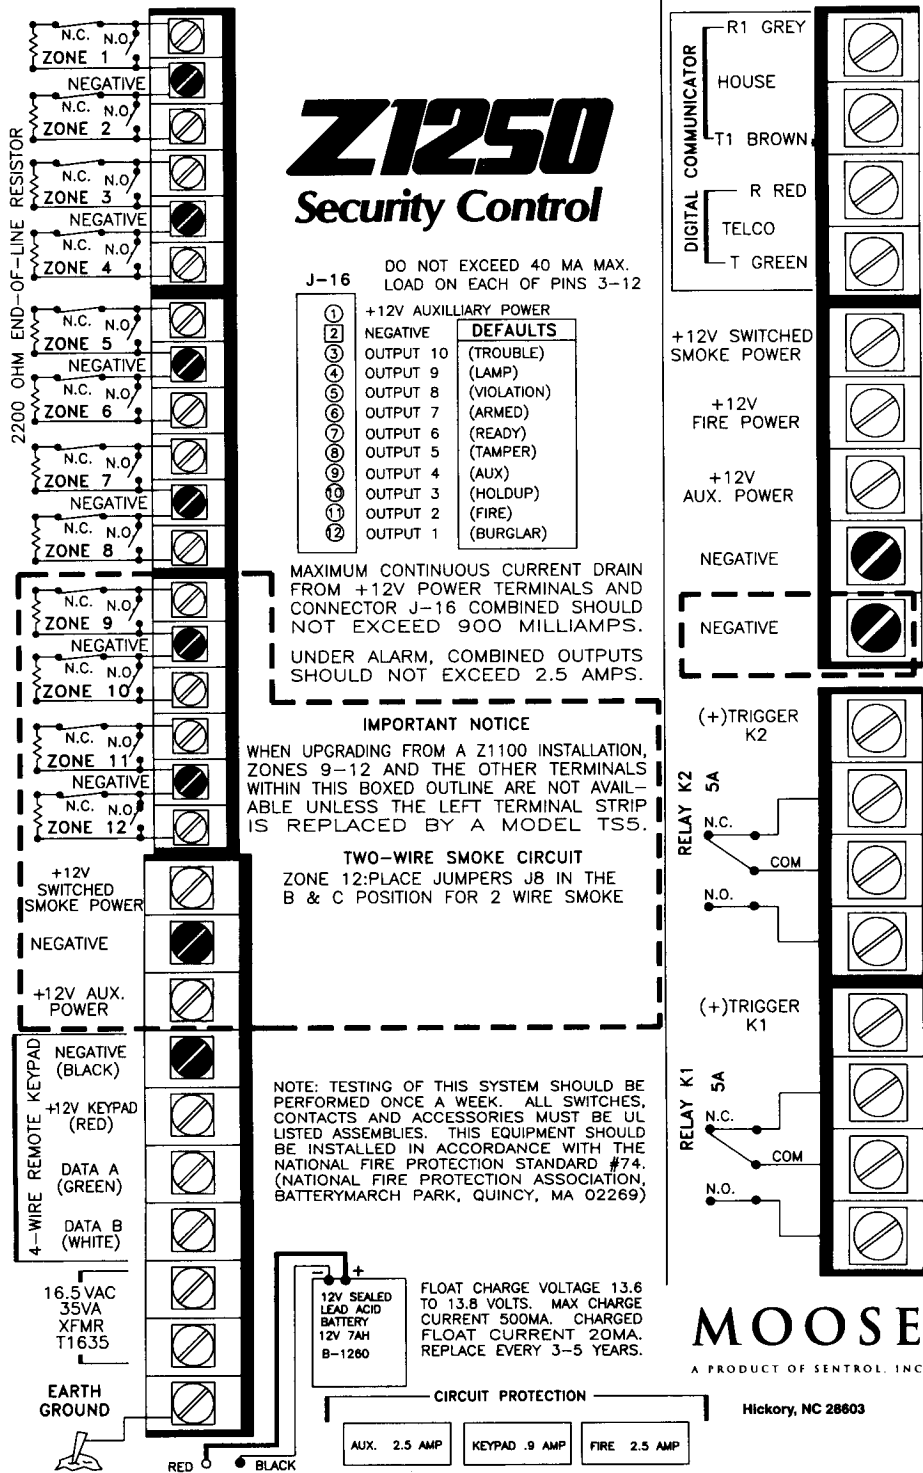 2200 OHM END-OF-LINE RESISTOR
N.C. N.O.
ZONE 1
NEGATIVE
N.C. N.O.
ZONE 2
N.C. N.O.
ZONE 3
NEGATIVE
N.C. N.O.
ZONE 4
N.C. N.O.
ZONE 5
NEGATIVE
N.C. N.O.
ZONE 6
N.C. N.O.
ZONE 7
NEGATIVE
N.C. N.O.
ZONE 8
N.C. N.O.
ZONE 9
NEGATIVE
N.C. N.O.
ZONE 10
N.C. N.O.
ZONE 11
NEGATIVE
N.C. N.O.
ZONE 12
+12V
SWITCHED
SMOKE POWER
NEGATIVE
+12V AUX.
POWER
4-WIRE REMOTE KEYPAD
NEGATIVE
(BLACK)
+12V KEYPAD
(RED)
DATA A
(GREEN)
DATA B
(WHITE)
16.5 VAC
35VA
XFMR
T1635
EARTH
GROUND
RED
BLACK
Z1250
Security Control
DO NOT EXCEED 40 MA MAX.
LOAD ON EACH OF PINS 3-12
J-16
1 +12V AUXILLIARY POWER
2 NEGATIVE DEFAULTS
3 OUTPUT 10 (TROUBLE)
4 OUTPUT 9 (LAMP)
5 OUTPUT 8 (VIOLATION)
6 OUTPUT 7 (ARMED)
7 OUTPUT 6 (READY)
8 OUTPUT 5 (TAMPER)
9 OUTPUT 4 (AUX)
10 OUTPUT 3 (HOLDUP)
11 OUTPUT 2 (FIRE)
12 OUTPUT 1 (BURGLAR)
MAXIMUM CONTINUOUS CURRENT DRAIN
FROM +12V POWER TERMINALS AND
CONNECTOR J-16 COMBINED SHOULD
NOT EXCEED 900 MILLIAMPS.
UNDER ALARM, COMBINED OUTPUTS
SHOULD NOT EXCEED 2.5 AMPS.
IMPORTANT NOTICE
WHEN UPGRADING FROM A Z1100 INSTALLATION,
ZONES 9-12 AND THE OTHER TERMINALS
WITHIN THIS BOXED OUTLINE ARE NOT AVAIL-
ABLE UNLESS THE LEFT TERMINAL STRIP
IS REPLACED BY A MODEL TS5.
TWO-WIRE SMOKE CIRCUIT
ZONE 12:PLACE JUMPERS J8 IN THE
B & C POSITION FOR 2 WIRE SMOKE
NOTE: TESTING OF THIS SYSTEM SHOULD BE
PERFORMED ONCE A WEEK. ALL SWITCHES,
CONTACTS AND ACCESSORIES MUST BE UL
LISTED ASSEMBLIES. THIS EQUIPMENT SHOULD
BE INSTALLED IN ACCORDANCE WITH THE
NATIONAL FIRE PROTECTION STANDARD #74.
(NATIONAL FIRE PROTECTION ASSOCIATION,
BATTERYMARCH PARK, QUINCY, MA 02269)
- +
12V SEALED
LEAD ACID
BATTERY
12V 7AH
B-1260
FLOAT CHARGE VOLTAGE 13.6
TO 13.8 VOLTS. MAX CHARGE
CURRENT 500MA. CHARGED
FLOAT CURRENT 20MA.
REPLACE EVERY 3-5 YEARS.
CIRCUIT PROTECTION
AUX. 2.5 AMP
KEYPAD .9 AMP
FIRE 2.5 AMP
DIGITAL COMMUNICATOR
R1 GREY
HOUSE
T1 BROWN
R RED
TELCO
T GREEN
+12V SWITCHED
SMOKE POWER
+12V
FIRE POWER
+12V
AUX. POWER
NEGATIVE
NEGATIVE
(+)TRIGGER
K2
RELAY K2
5A
N.C.
COM
N.O.
(+)TRIGGER
K1
RELAY K1
5A
N.C.
COM
N.O.
MOOSE
A PRODUCT OF SENTROL, INC
Hickory, NC 28603